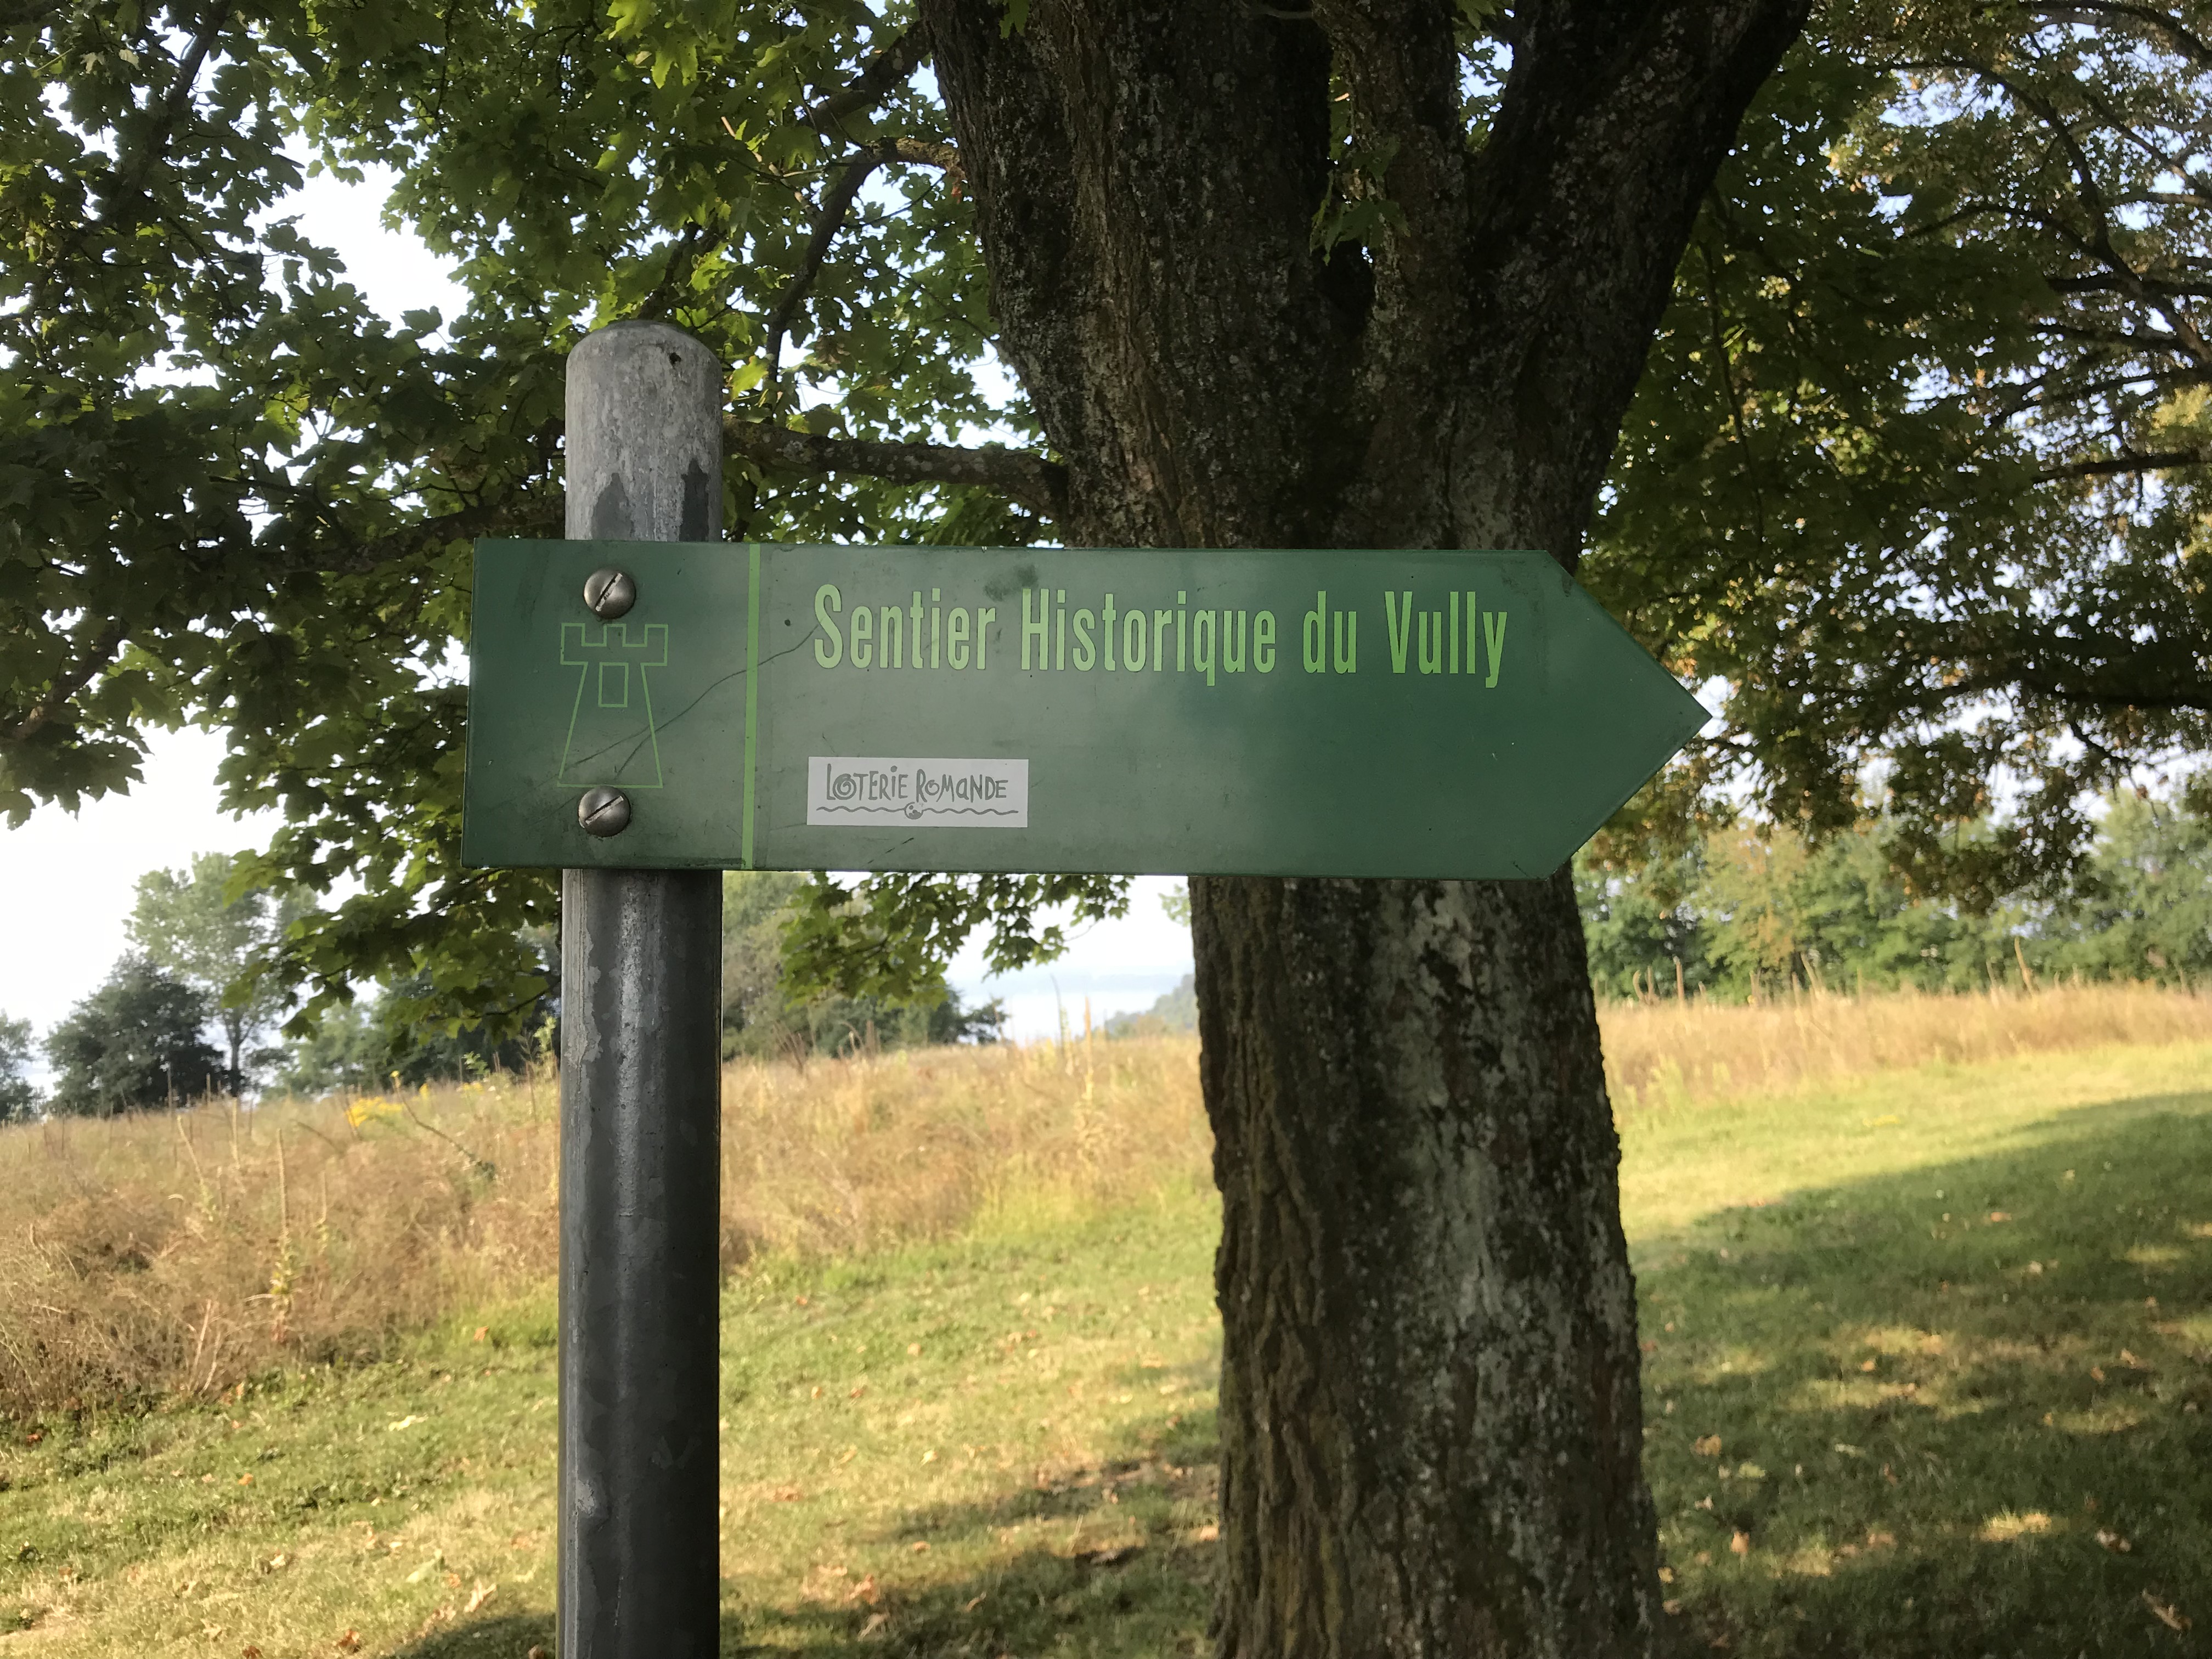 Sentier Historique du Vully
LOTERIE ROMANDE